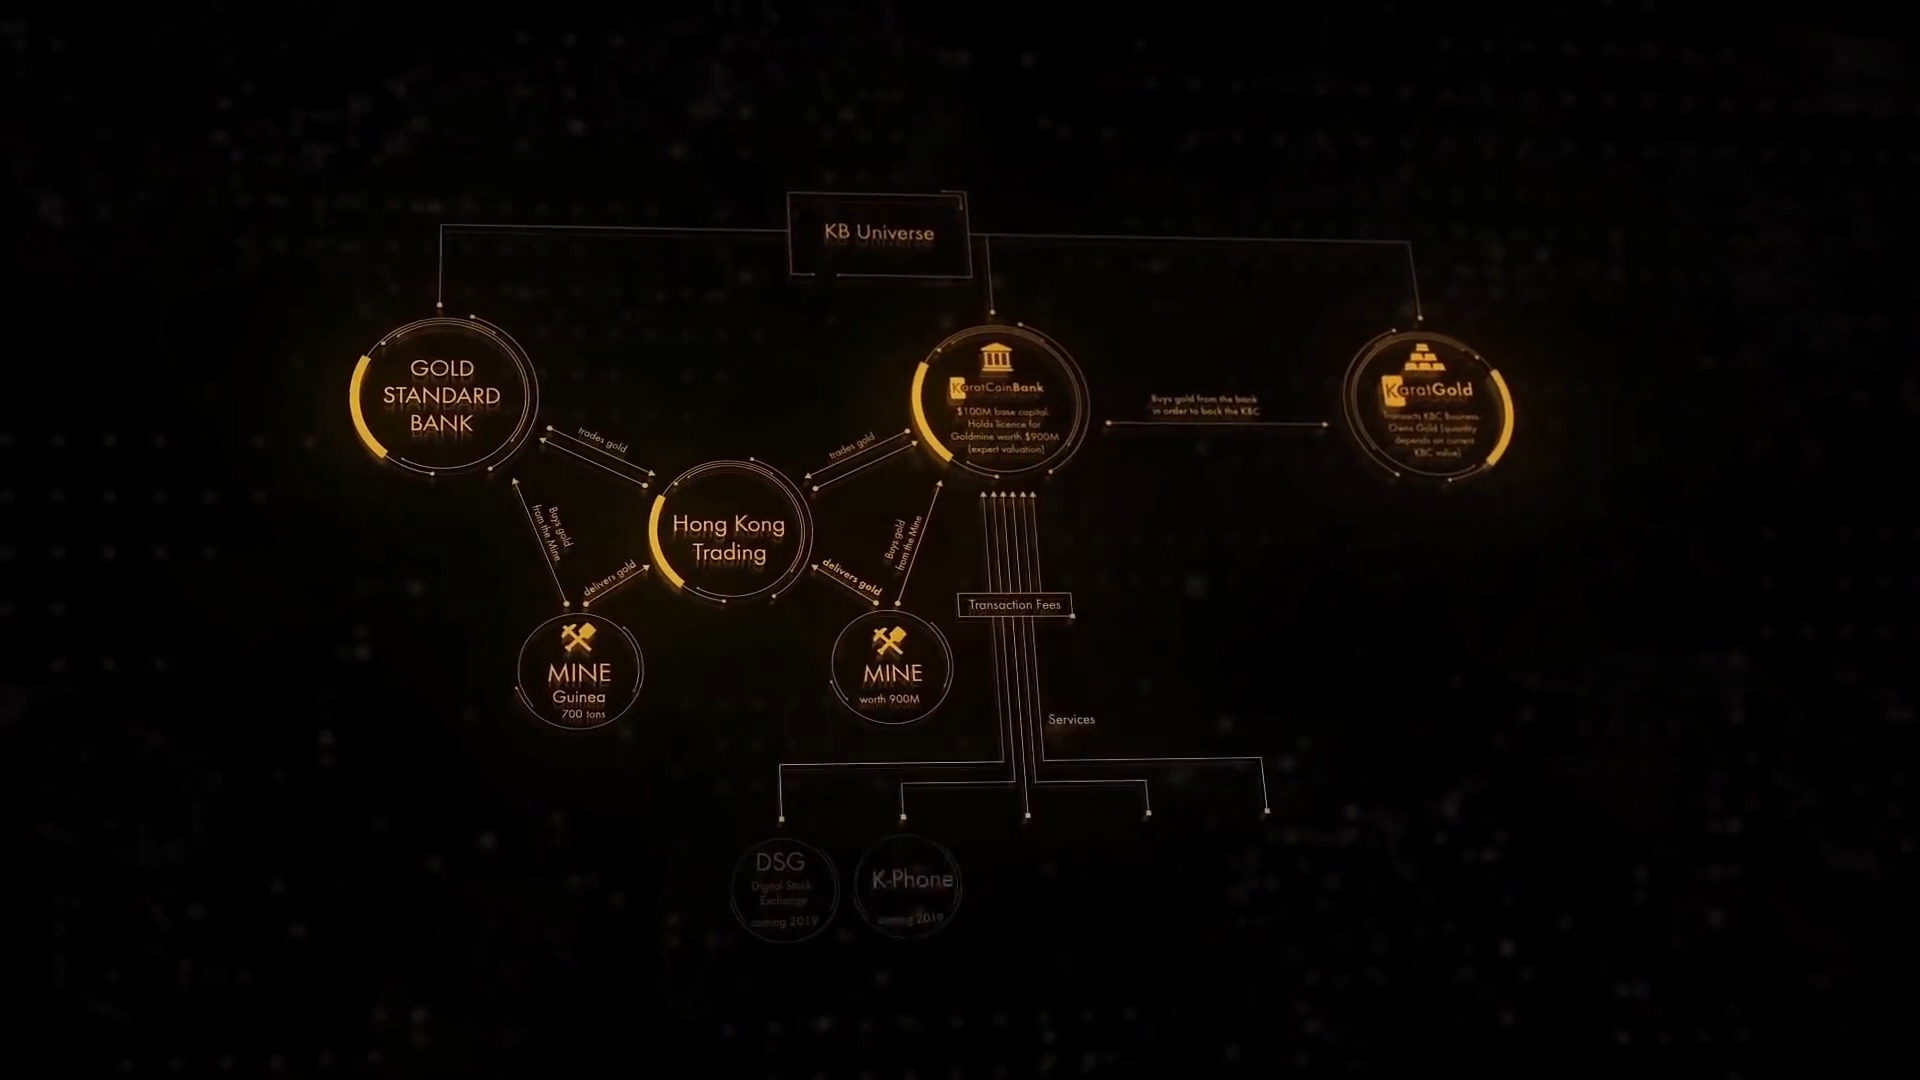 KB Universe
GOLD
STANDARD
BANK
KaratCoinBank
$100M base capital.
Holds licence for
Goldmine worth $900M
(expert valuation)
Buys gold from the bank
in order to back the KBC
KaratGold
Transacts KBC Business.
Owns Gold (quantity
depends on current
KBC value)
trades gold
trades gold
Hong Kong
Trading
Buys gold
from the Mine
delivers gold
delivers gold
Buys gold
from the Mine
MINE
Guinea
700 tons
MINE
worth 900M
Transaction Fees
Services
DSG
Digital Stock
Exchange
coming 2019
K-Phone
coming 2019